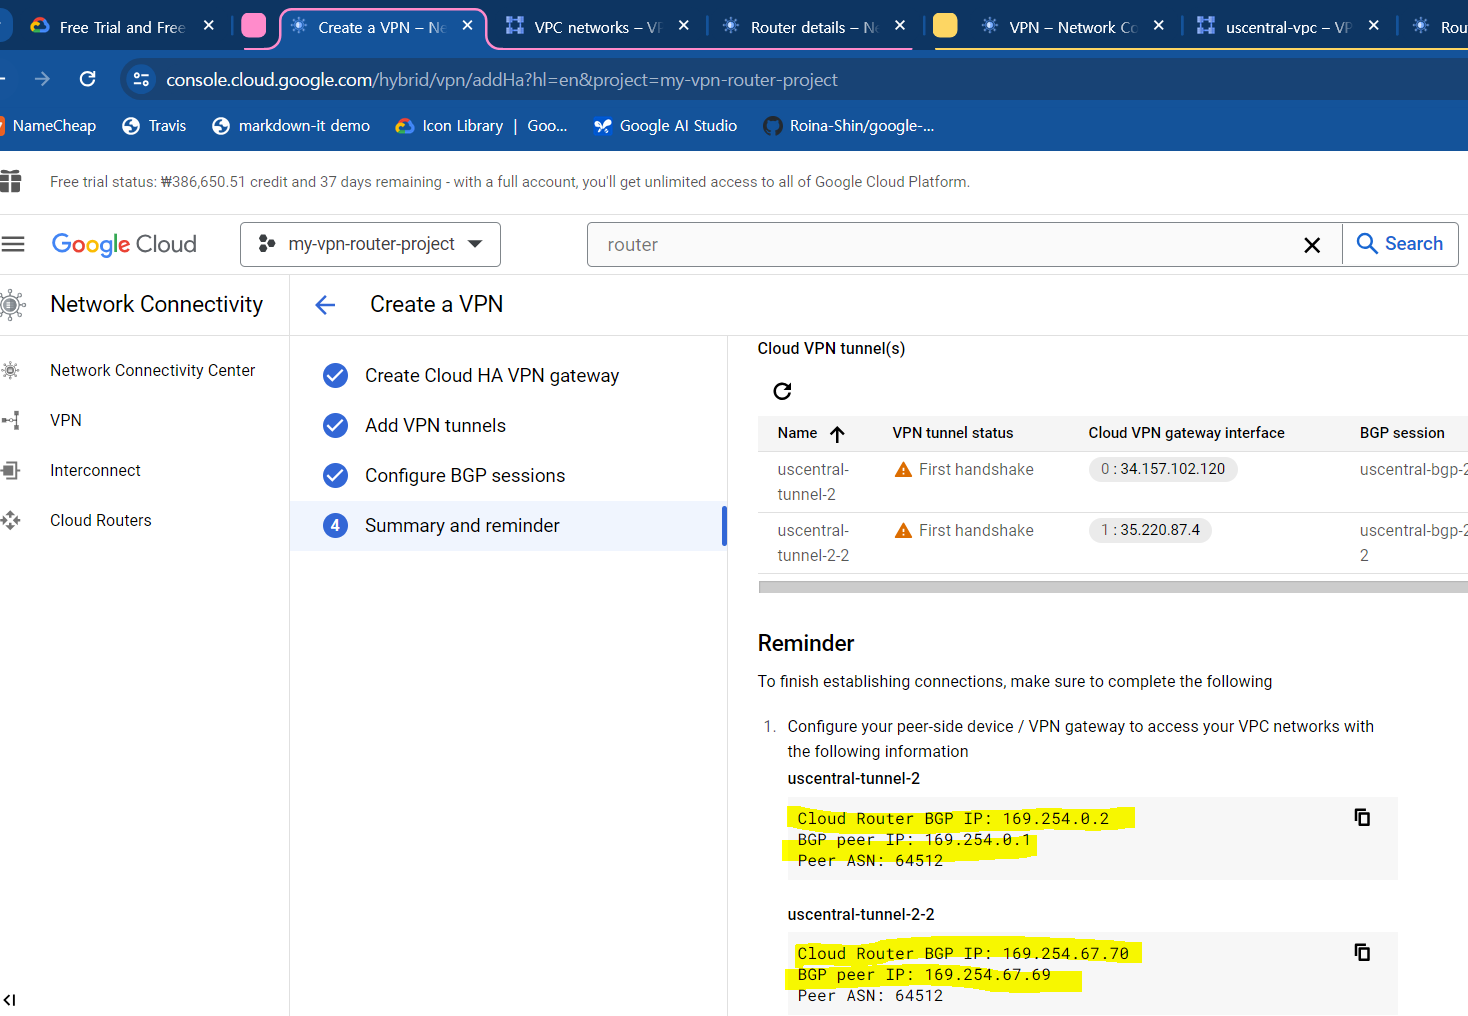 Free Trial and Free
Create a VPN – Ne
VPC networks – VP
Router details – Ne
VPN – Network Co
uscentral-vpc – VP
Rou
console.cloud.google.com/hybrid/vpn/addHa?hl=en&project=my-vpn-router-project
NameCheap
Travis
markdown-it demo
Icon Library | Goo...
Google AI Studio
Roina-Shin/google-...
Free trial status: ₩386,650.51 credit and 37 days remaining - with a full account, you'll get unlimited access to all of Google Cloud Platform.
Google Cloud
my-vpn-router-project
router
Search
Network Connectivity
Create a VPN
Network Connectivity Center
VPN
Interconnect
Cloud Routers
Create Cloud HA VPN gateway
Add VPN tunnels
Configure BGP sessions
4 Summary and reminder
Cloud VPN tunnel(s)
Name VPN tunnel status Cloud VPN gateway interface BGP session
uscentral-tunnel-2 First handshake 0 : 34.157.102.120 uscentral-bgp-2
uscentral-tunnel-2-2 First handshake 1 : 35.220.87.4 uscentral-bgp-2
2
Reminder
To finish establishing connections, make sure to complete the following
1. Configure your peer-side device / VPN gateway to access your VPC networks with
the following information
uscentral-tunnel-2
Cloud Router BGP IP: 169.254.0.2
BGP peer IP: 169.254.0.1
Peer ASN: 64512
uscentral-tunnel-2-2
Cloud Router BGP IP: 169.254.67.70
BGP peer IP: 169.254.67.69
Peer ASN: 64512